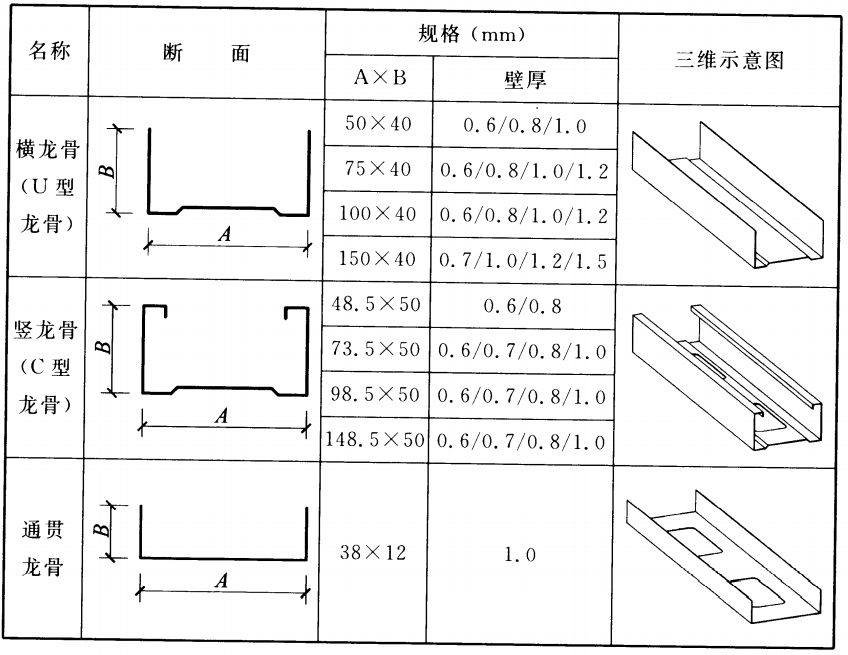 名称
断 面
规格（mm）
三维示意图
A×B
壁厚
横龙骨
（U型
龙骨）
B
A
50×40
0.6/0.8/1.0
75×40
0.6/0.8/1.0/1.2
100×40
0.6/0.8/1.0/1.2
150×40
0.7/1.0/1.2/1.5
竖龙骨
（C型
龙骨）
B
A
48.5×50
0.6/0.8
73.5×50
0.6/0.7/0.8/1.0
98.5×50
0.6/0.7/0.8/1.0
148.5×50
0.6/0.7/0.8/1.0
通贯
龙骨
B
A
38×12
1.0